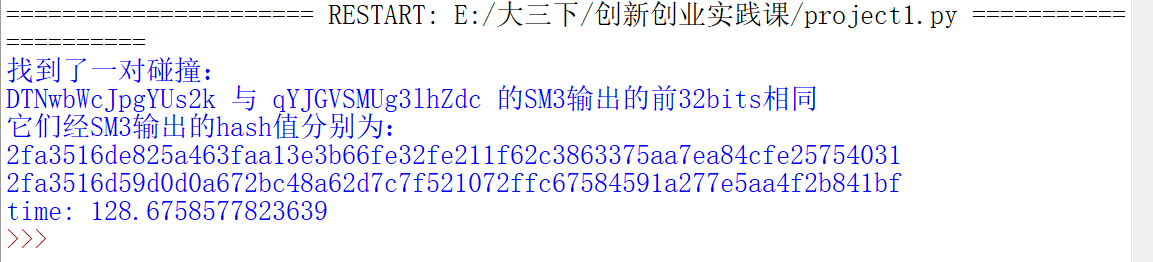 ====================== RESTART: E:/大三下/创新创业实践课/project1.py ===========
==========
找到了一对碰撞：
DTNwbWcJpgYUs2k 与 qYJGVSMUg3lhZdc 的SM3输出的前32bits相同
它们经SM3输出的hash值分别为：
2fa3516de825a463faa13e3b66fe32fe211f62c3863375aa7ea84cfe25754031
2fa3516d59d0d0a672bc48a62d7c7f521072ffc67584591a277e5aa4f2b841bf
time: 128.6758577823639
>>>